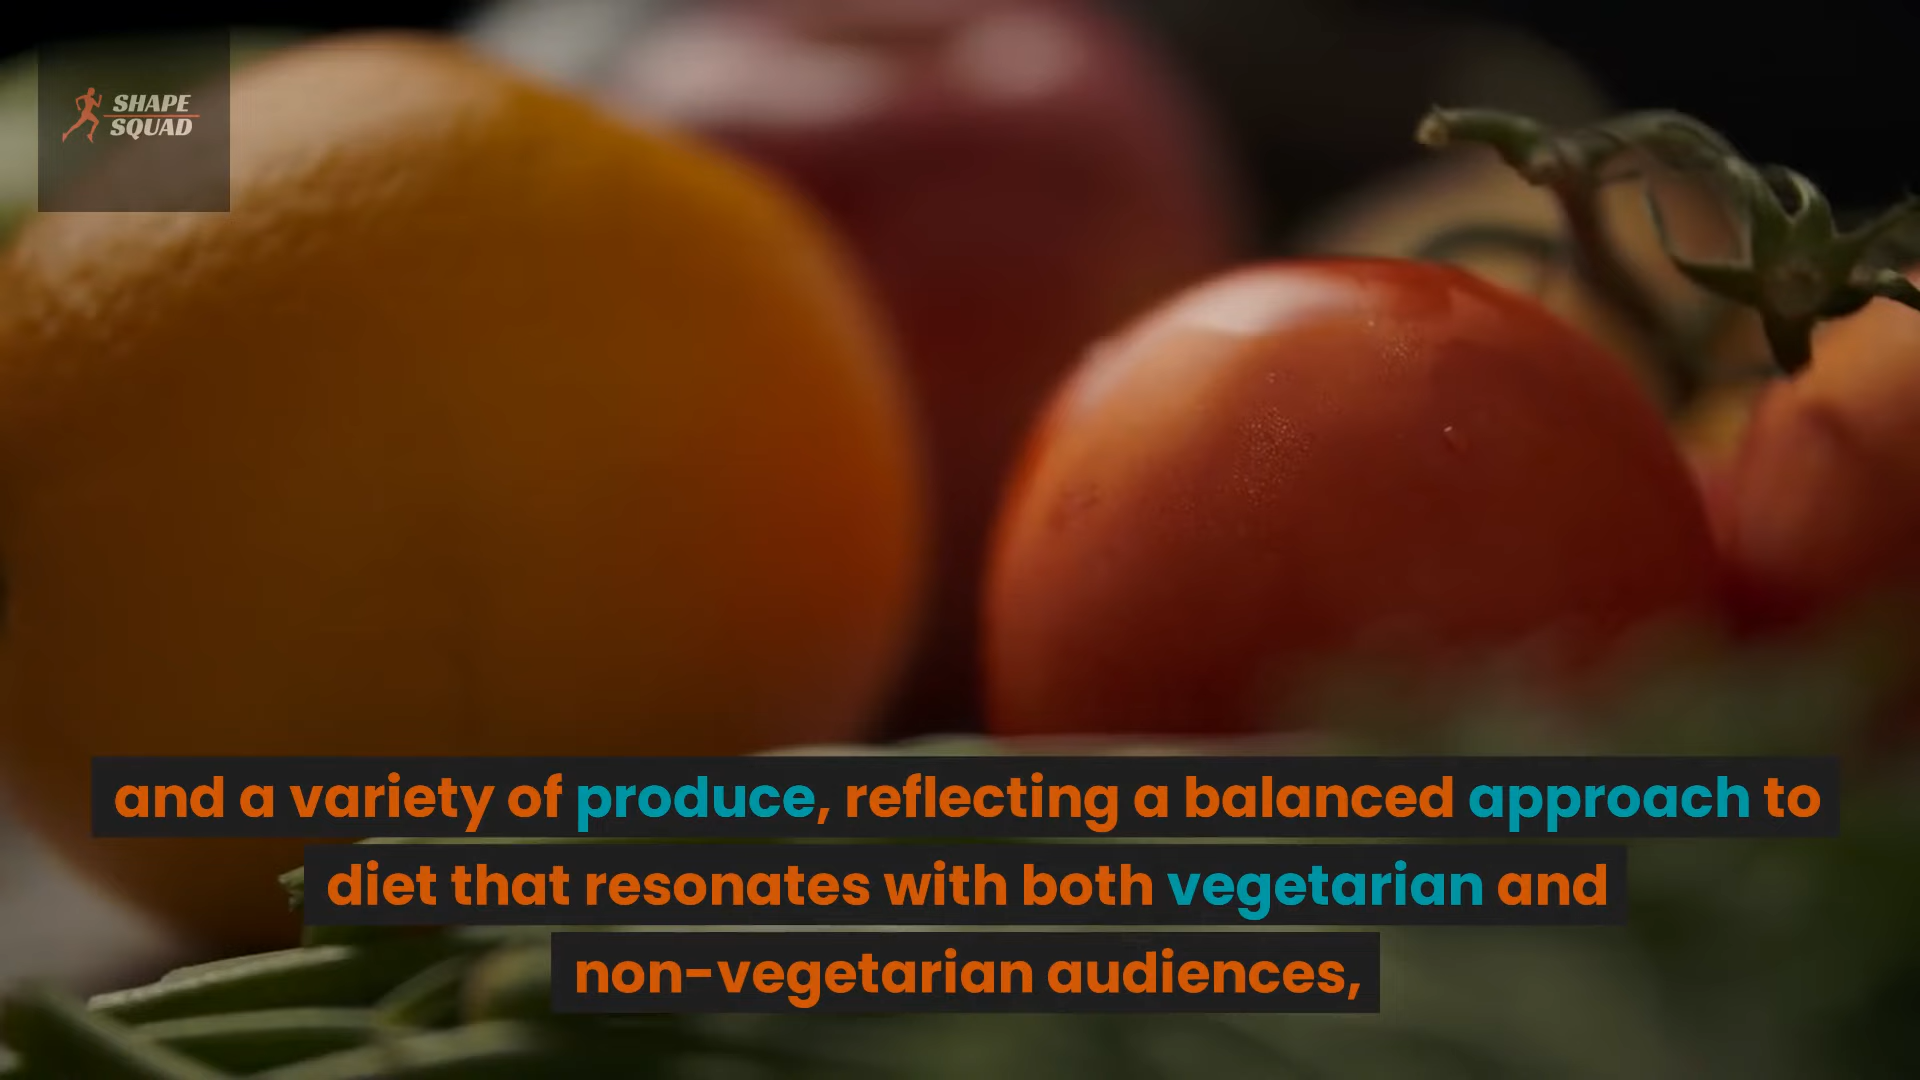 SHAPE
SQUAD
and a variety of produce, reflecting a balanced approach to
diet that resonates with both vegetarian and
non-vegetarian audiences,